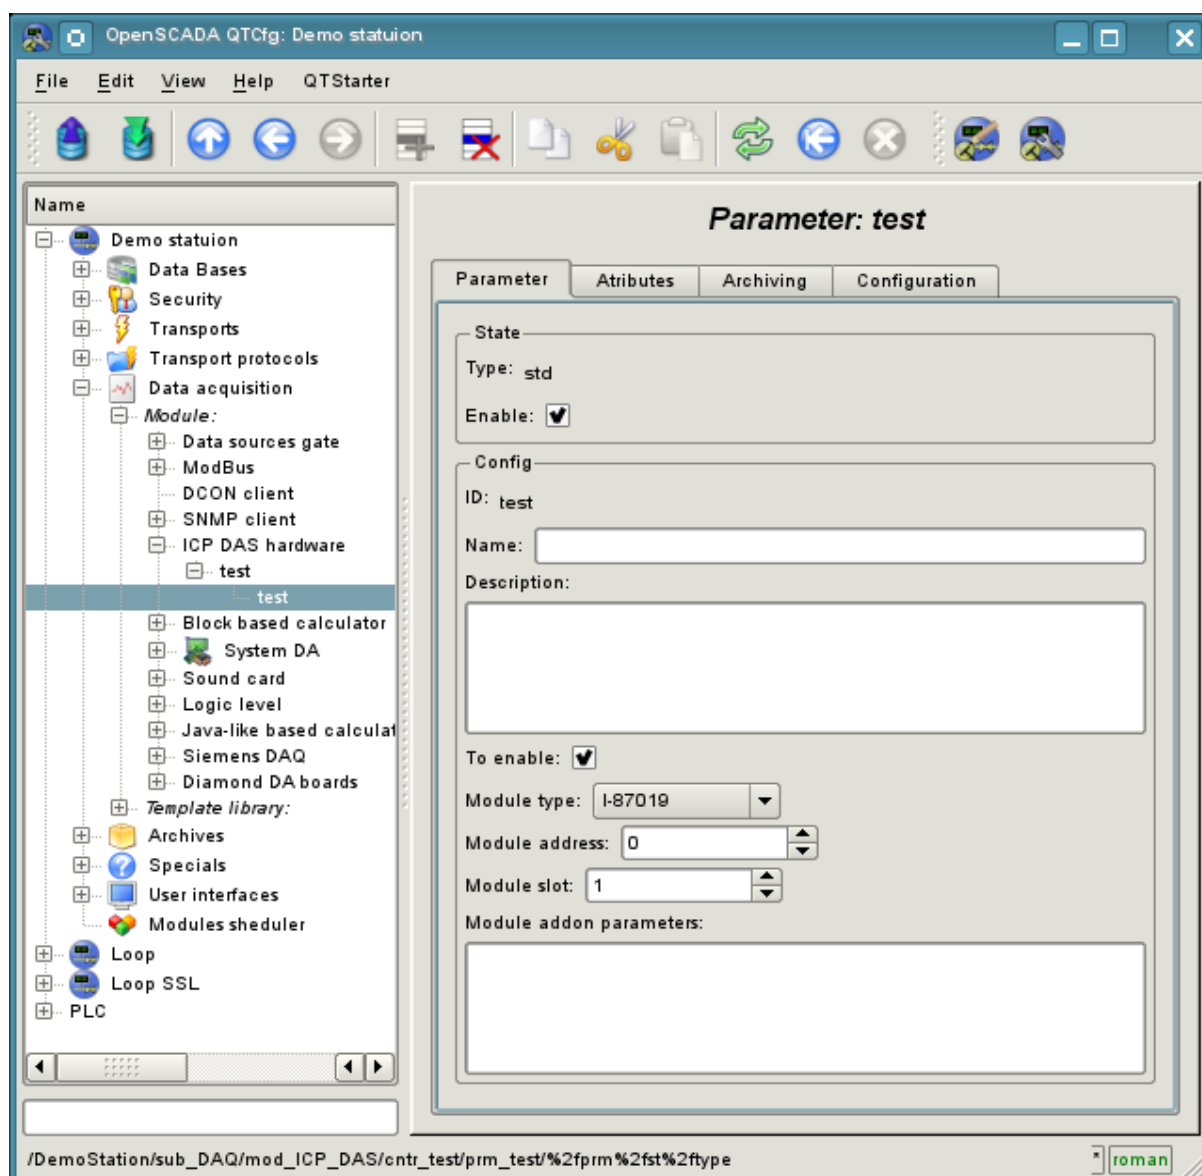 OpenSCADA QTCfg: Demo statuion
File Edit View Help QTStarter
Name
Demo statuion
Data Bases
Security
Transports
Transport protocols
Data acquisition
Module:
Data sources gate
ModBus
DCON client
SNMP client
ICP DAS hardware
test
test
Block based calculator
System DA
Sound card
Logic level
Java-like based calculat
Siemens DAQ
Diamond DA boards
Template library:
Archives
Specials
User interfaces
Modules sheduler
Loop
Loop SSL
PLC
Parameter: test
Parameter Atributes Archiving Configuration
State
Type: std
Enable:
Config
ID: test
Name:
Description:
To enable:
Module type: I-87019
Module address: 0
Module slot: 1
Module addon parameters:
/DemoStation/sub_DAQ/mod_ICP_DAS/cntr_test/prm_test/%2fprm%2fst%2ftype
* roman